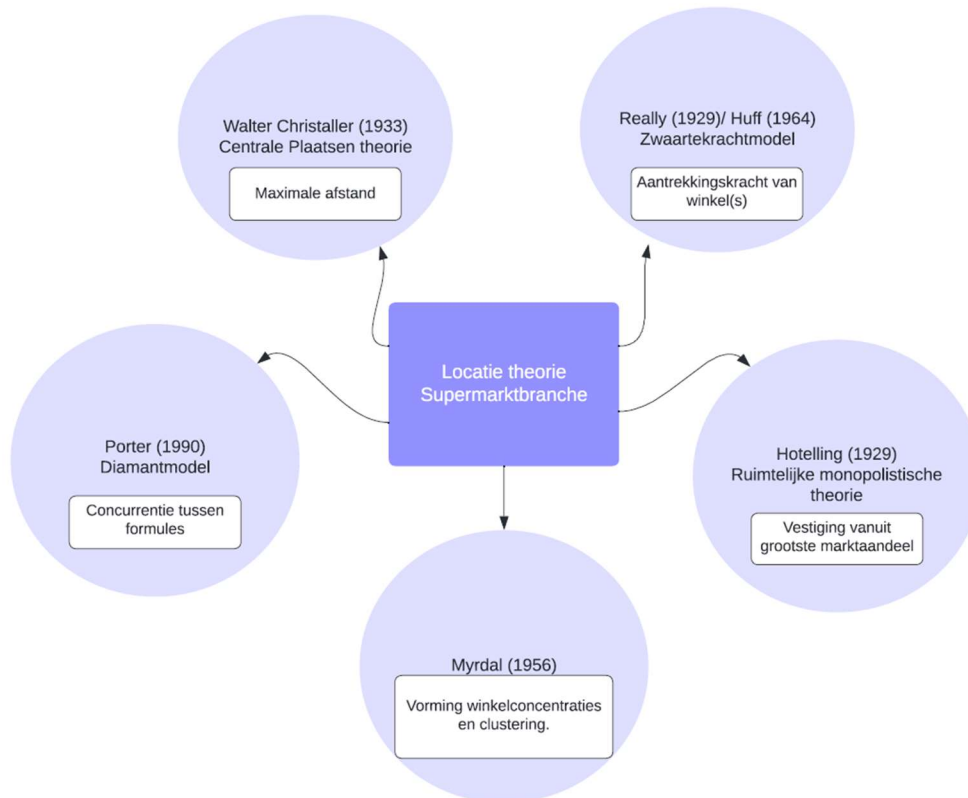 Walter Christaller (1933)
Centrale Plaatsen theorie
Maximale afstand
Really (1929)/ Huff (1964)
Zwaartekrachtmodel
Aantrekkingskracht van
winkel(s)
Locatie theorie
Supermarktbranche
Porter (1990)
Diamantmodel
Concurrentie tussen
formules
Hotelling (1929)
Ruimtelijke monopolistische
theorie
Vestiging vanuit
grootste marktaandeel
Myrdal (1956)
Vorming winkelconcentraties
en clustering.